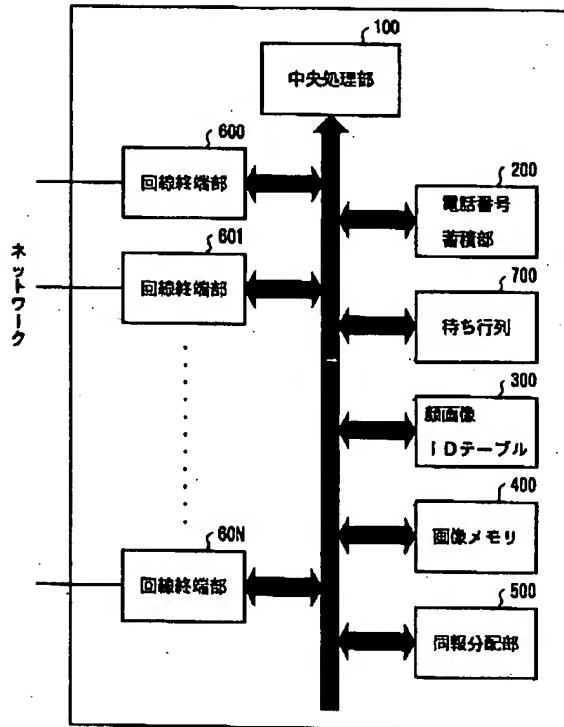 100
中央処理部
600
回線終端部
200
電話番号
蓄積部
601
回線終端部
700
待ち行列
ネットワーク
300
顔画像
IDテーブル
400
画像メモリ
60N
回線終端部
500
同報分配部